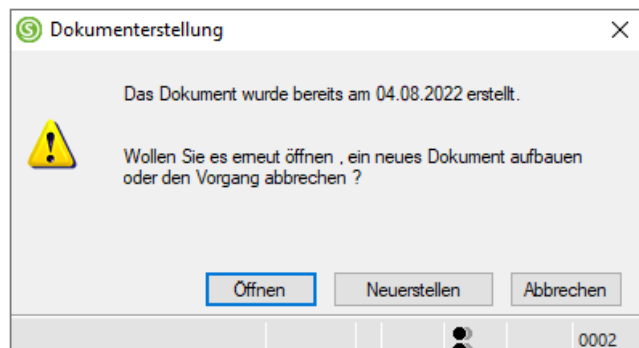 Dokumenterstellung
Das Dokument wurde bereits am 04.08.2022 erstellt.
Wollen Sie es erneut öffnen , ein neues Dokument aufbauen
oder den Vorgang abbrechen ?
Öffnen Neuerstellen Abbrechen
0002